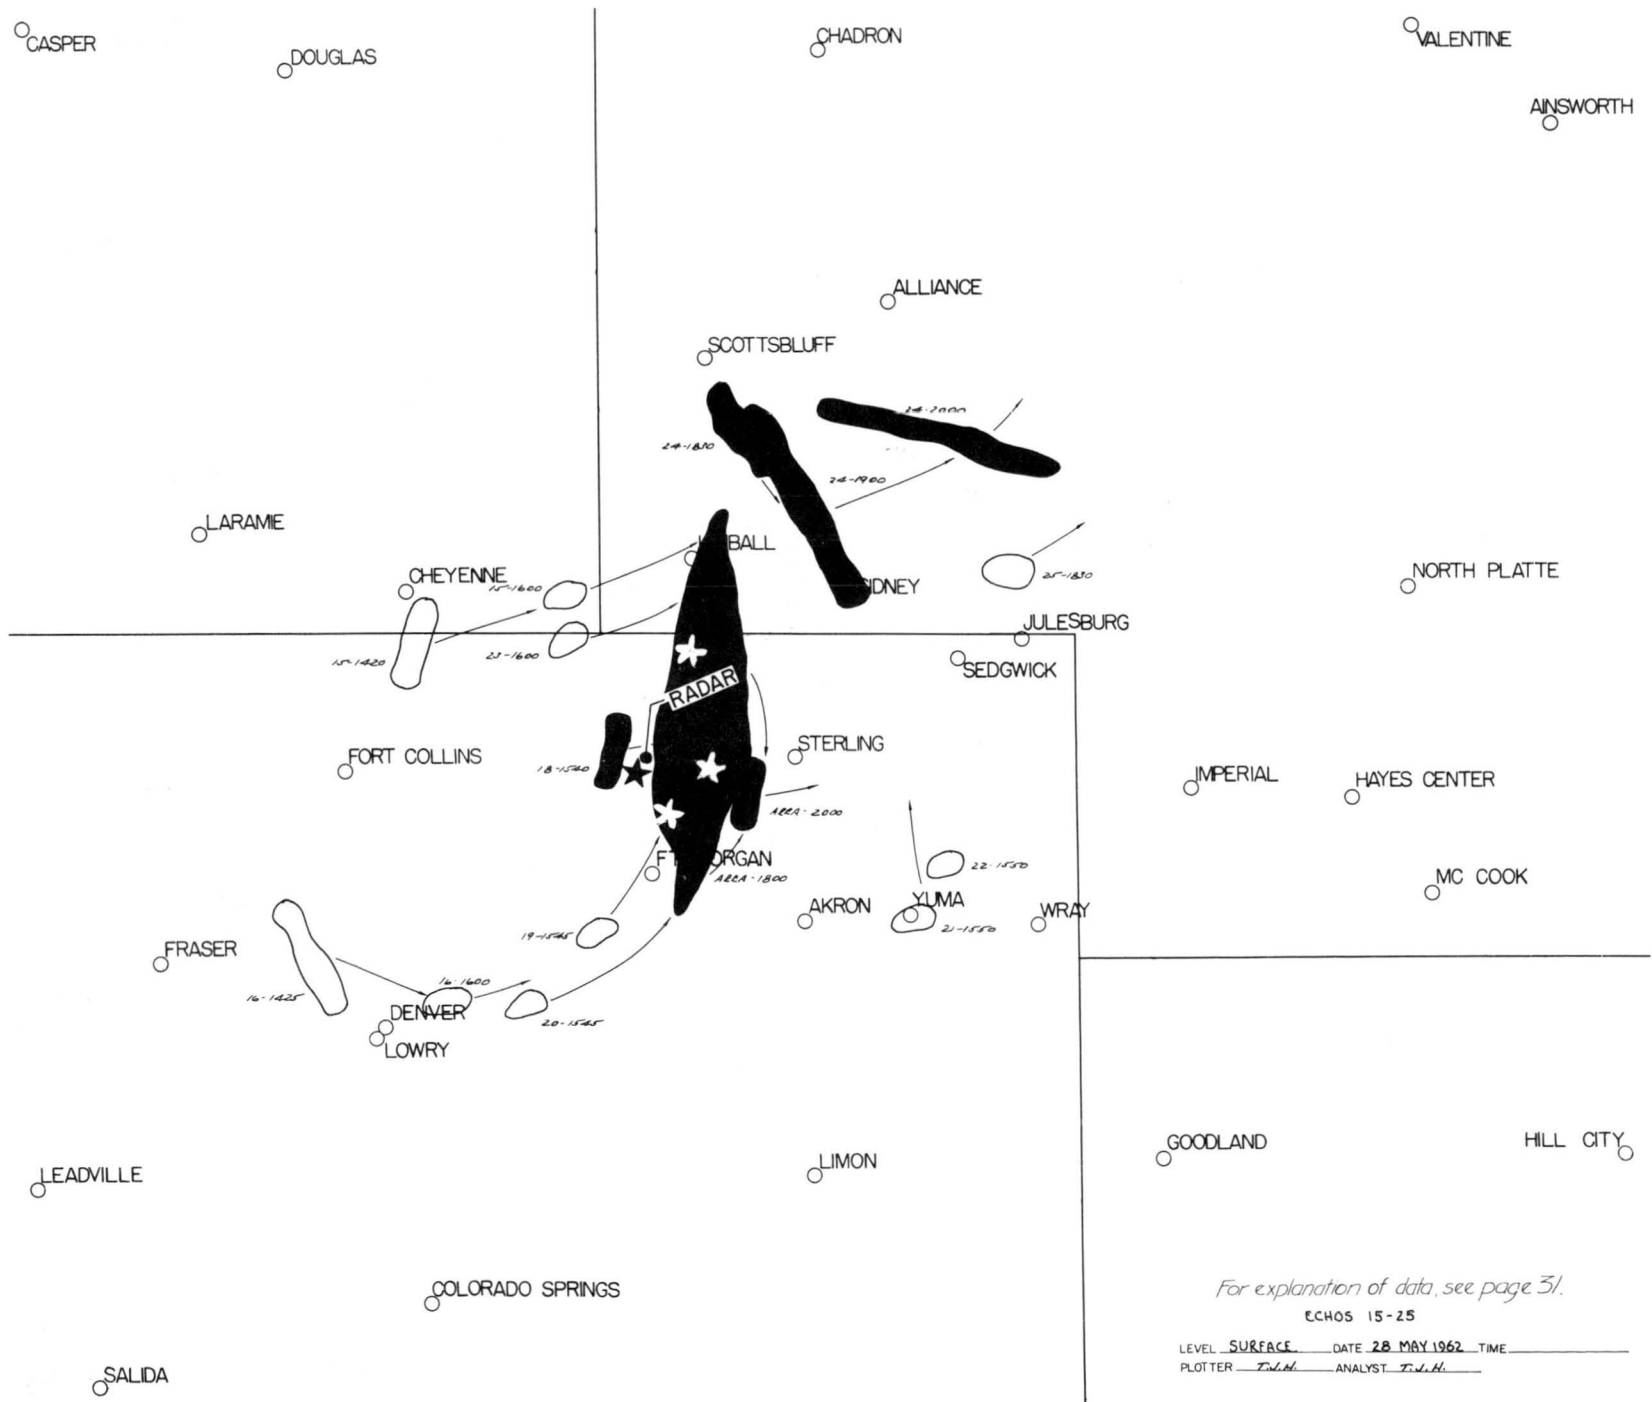 CASPER
DOUGLAS
CHADRON
VALENTINE
AINSWORTH
ALLIANCE
SCOTTSBLUFF
24-2000
24-1830
24-1900
LARAMIE
BALL
CHEYENNE
15-1600
IDNEY
25-1830
NORTH PLATTE
JULESBURG
15-1420
23-1600
SEDGWICK
RADAR
FORT COLLINS
STERLING
18-1540
IMPERIAL
HAYES CENTER
AREA-2000
FT ORGAN
22-1550
AREA-1800
MC COOK
AKRON
YUMA
WRAY
19-1545
21-1550
FRASER
16-1600
16-1425
DENVER
20-1545
LOWRY
GOODLAND
HILL CITY
LEADVILLE
LIMON
COLORADO SPRINGS
For explanation of data, see page 31.
ECHOS 15-25
LEVEL SURFACE DATE 28 MAY 1962 TIME
PLOTTER T.J.H. ANALYST T.J.H.
SALIDA